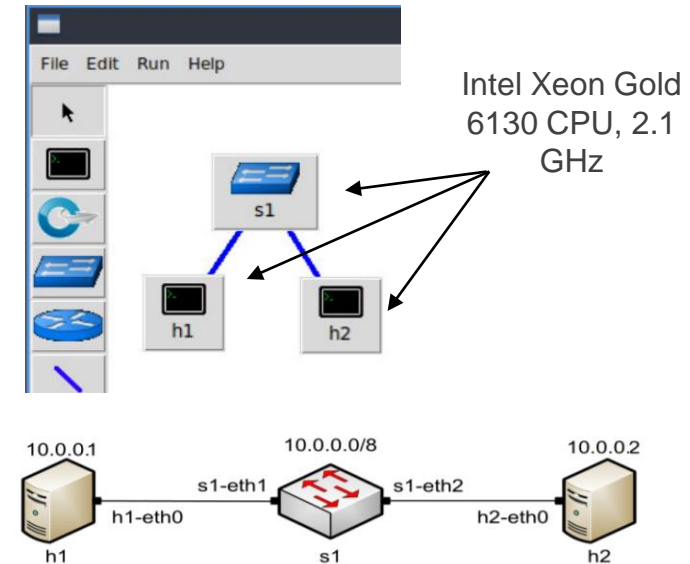 File Edit Run Help
Intel Xeon Gold
6130 CPU, 2.1
GHz
s1
h1
h2
10.0.0.1
10.0.0.0/8
10.0.0.2
s1-eth1
s1-eth2
h1-eth0
h2-eth0
h1
s1
h2